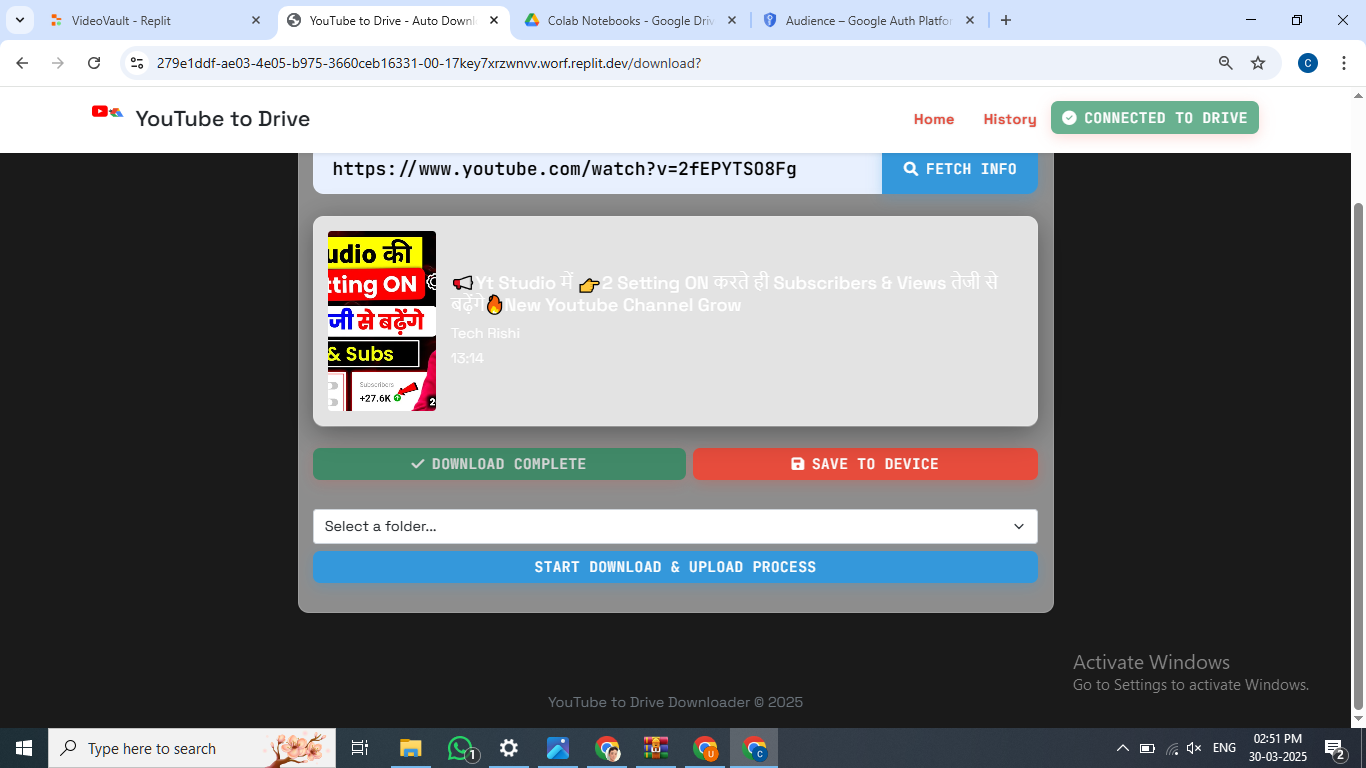 VideoVault - Replit
YouTube to Drive - Auto Downl
Colab Notebooks - Google Driv
Audience – Google Auth Platfor
279e1ddf-ae03-4e05-b975-3660ceb16331-00-17key7xrzwnvv.worf.replit.dev/download?
C
YouTube to Drive
Home
History
CONNECTED TO DRIVE
https://www.youtube.com/watch?v=2fEPYTSO8Fg
FETCH INFO
udio की
tting ON
जी से बढ़ेंगे
& Subs
Subscribers
+27.6K
2
Yt Studio में 👉2 Setting ON करते ही Subscribers & Views तेजी से
बढ़ेंगे🔥New Youtube Channel Grow
Tech Rishi
13:14
DOWNLOAD COMPLETE
SAVE TO DEVICE
Select a folder...
START DOWNLOAD & UPLOAD PROCESS
Activate Windows
Go to Settings to activate Windows.
YouTube to Drive Downloader © 2025
Type here to search
1
U
C
ENG
02:51 PM
30-03-2025
2